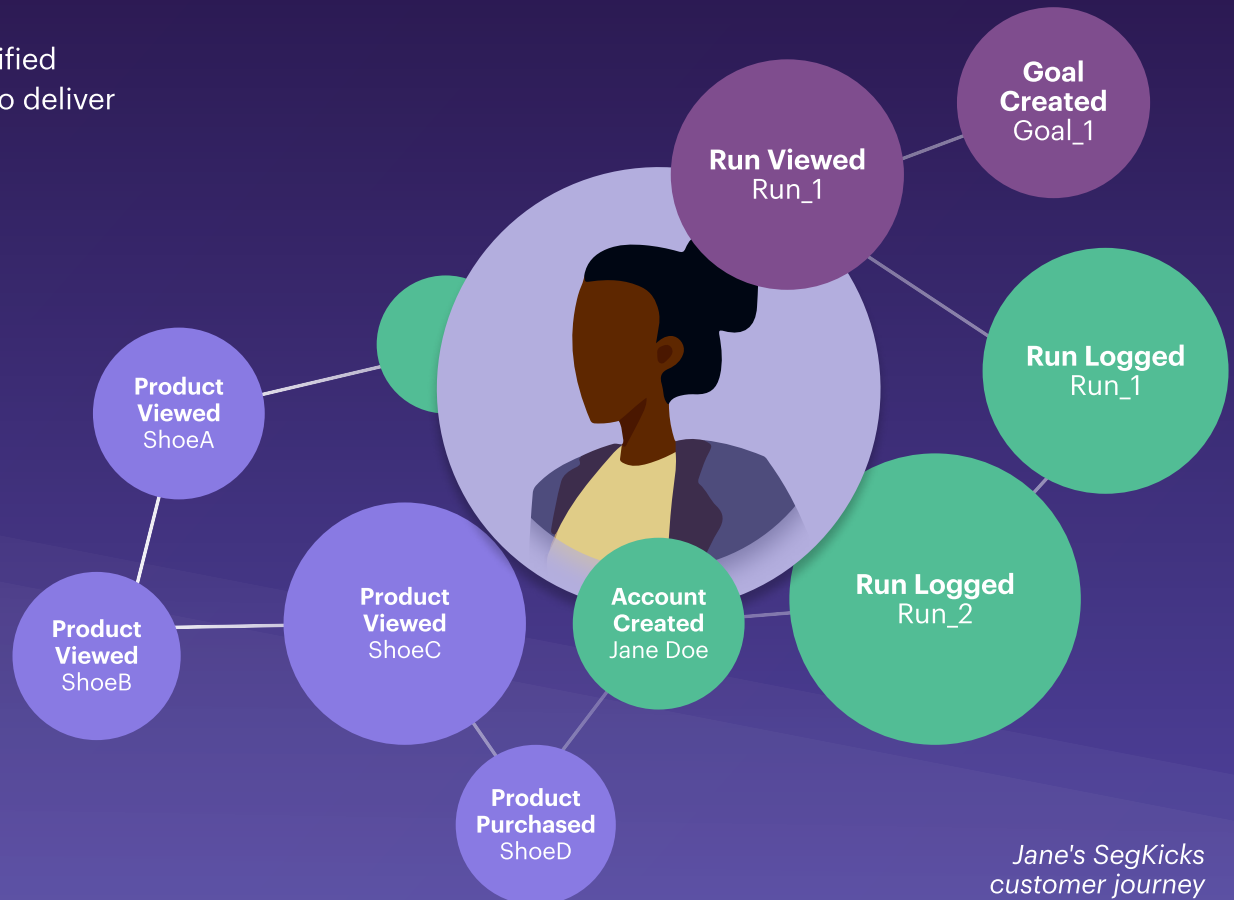 ified
o deliver
Goal
Created
Goal_1
Run Viewed
Run_1
Run Logged
Run_1
Product
Viewed
ShoeA
Run Logged
Run_2
Product
Viewed
ShoeC
Account
Created
Jane Doe
Product
Viewed
ShoeB
Product
Purchased
ShoeD
Jane's SegKicks
customer journey